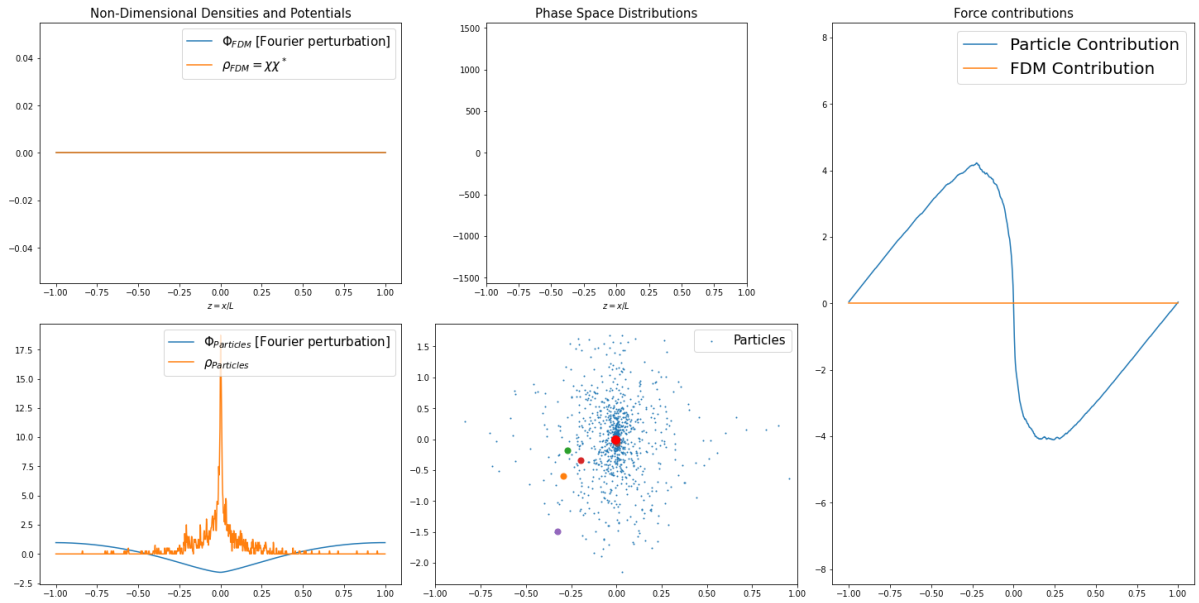 Non-Dimensional Densities and Potentials
Φ_FDM [Fourier perturbation]
ρ_FDM = χχ*
0.04
0.02
0.00
−0.02
−0.04
−1.00 −0.75 −0.50 −0.25 0.00 0.25 0.50 0.75 1.00
z = x/L
Phase Space Distributions
1500
1000
500
0
−500
−1000
−1500
−1.00 −0.75 −0.50 −0.25 0.00 0.25 0.50 0.75 1.00
z = x/L
Force contributions
Particle Contribution
FDM Contribution
8
6
4
2
0
−2
−4
−6
−8
−1.00 −0.75 −0.50 −0.25 0.00 0.25 0.50 0.75 1.00
Φ_Particles [Fourier perturbation]
ρ_Particles
17.5
15.0
12.5
10.0
7.5
5.0
2.5
0.0
−2.5
−1.00 −0.75 −0.50 −0.25 0.00 0.25 0.50 0.75 1.00
Particles
1.5
1.0
0.5
0.0
−0.5
−1.0
−1.5
−2.0
−1.00 −0.75 −0.50 −0.25 0.00 0.25 0.50 0.75 1.00